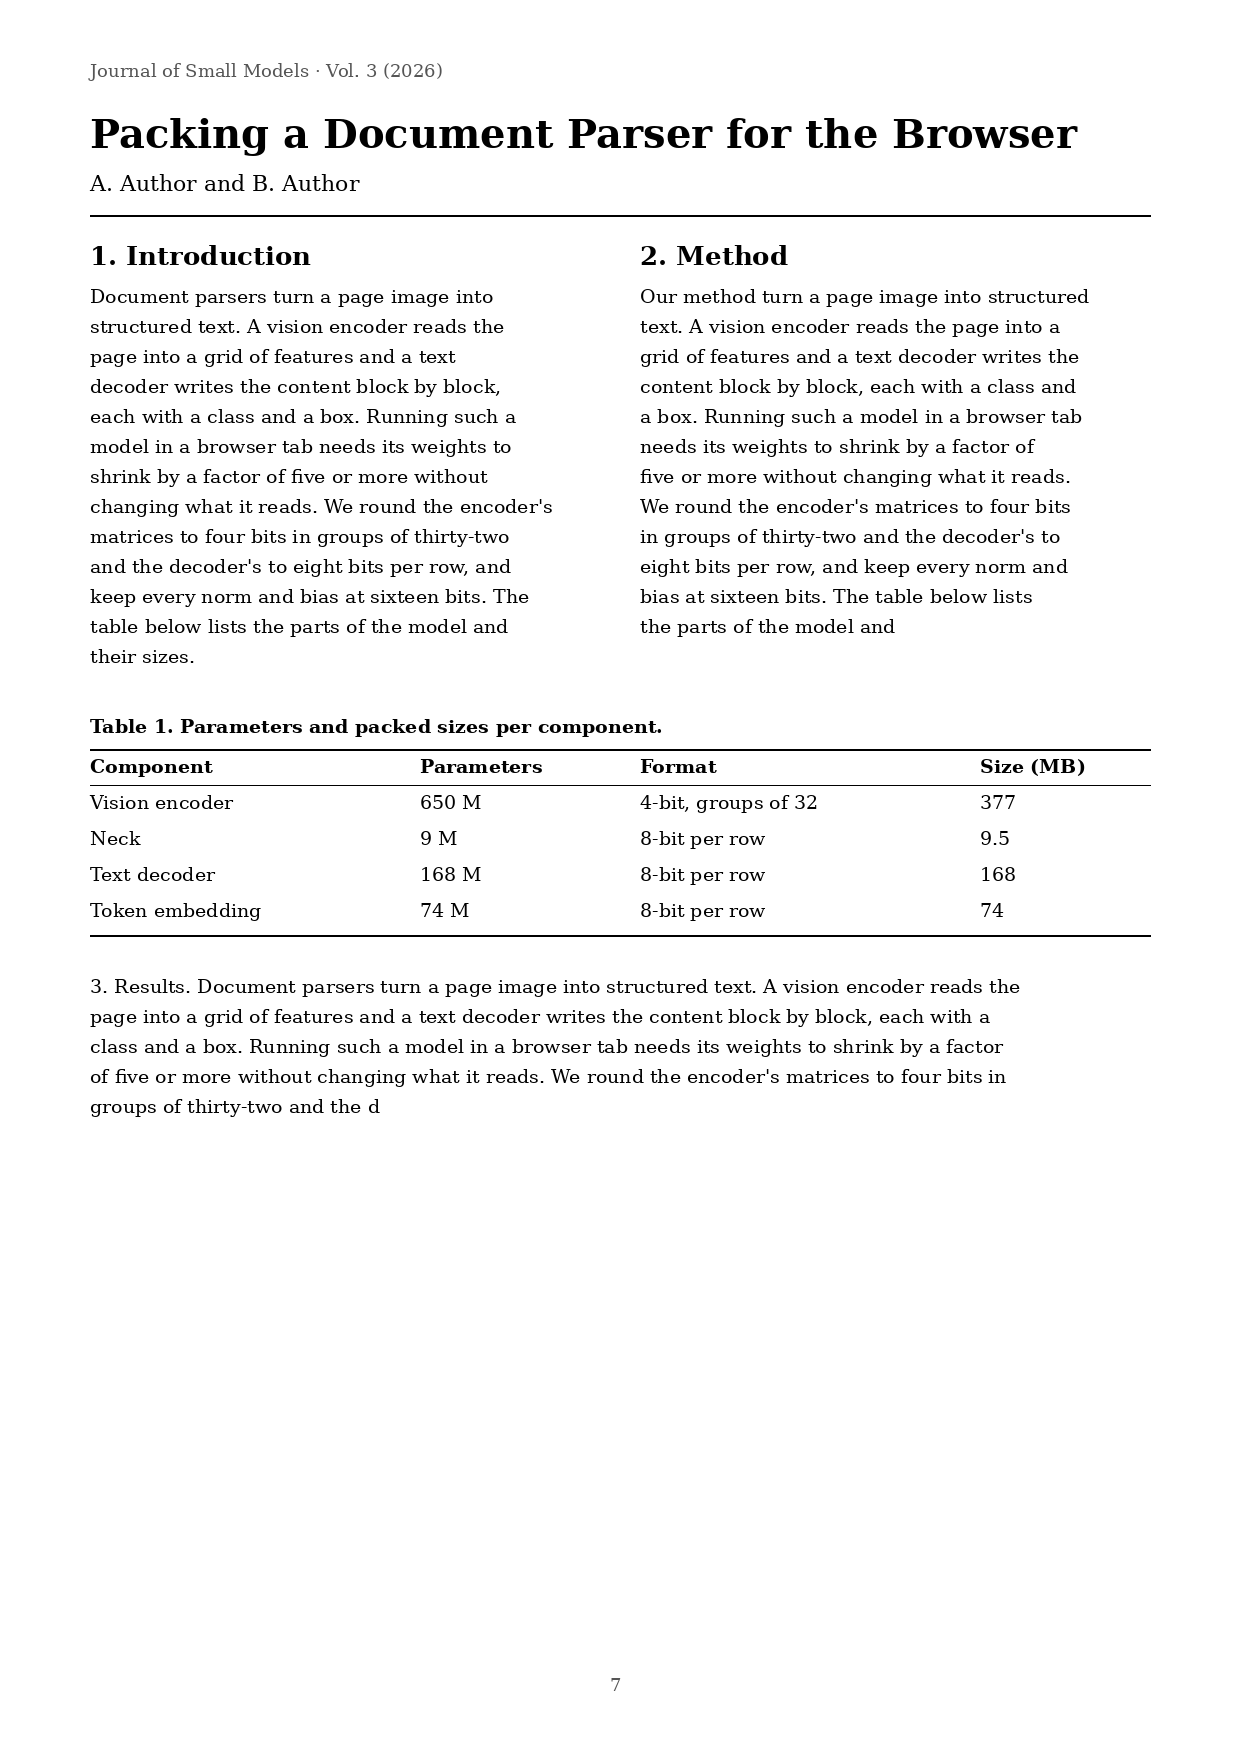 Journal of Small Models · Vol. 3 (2026)
Packing a Document Parser for the Browser
A. Author and B. Author
1. Introduction
Document parsers turn a page image into
structured text. A vision encoder reads the
page into a grid of features and a text
decoder writes the content block by block,
each with a class and a box. Running such a
model in a browser tab needs its weights to
shrink by a factor of five or more without
changing what it reads. We round the encoder's
matrices to four bits in groups of thirty-two
and the decoder's to eight bits per row, and
keep every norm and bias at sixteen bits. The
table below lists the parts of the model and
their sizes.
2. Method
Our method turn a page image into structured
text. A vision encoder reads the page into a
grid of features and a text decoder writes the
content block by block, each with a class and
a box. Running such a model in a browser tab
needs its weights to shrink by a factor of
five or more without changing what it reads.
We round the encoder's matrices to four bits
in groups of thirty-two and the decoder's to
eight bits per row, and keep every norm and
bias at sixteen bits. The table below lists
the parts of the model and
Table 1. Parameters and packed sizes per component.
Component Parameters Format Size (MB)
Vision encoder 650 M 4-bit, groups of 32 377
Neck 9 M 8-bit per row 9.5
Text decoder 168 M 8-bit per row 168
Token embedding 74 M 8-bit per row 74
3. Results. Document parsers turn a page image into structured text. A vision encoder reads the
page into a grid of features and a text decoder writes the content block by block, each with a
class and a box. Running such a model in a browser tab needs its weights to shrink by a factor
of five or more without changing what it reads. We round the encoder's matrices to four bits in
groups of thirty-two and the d
7